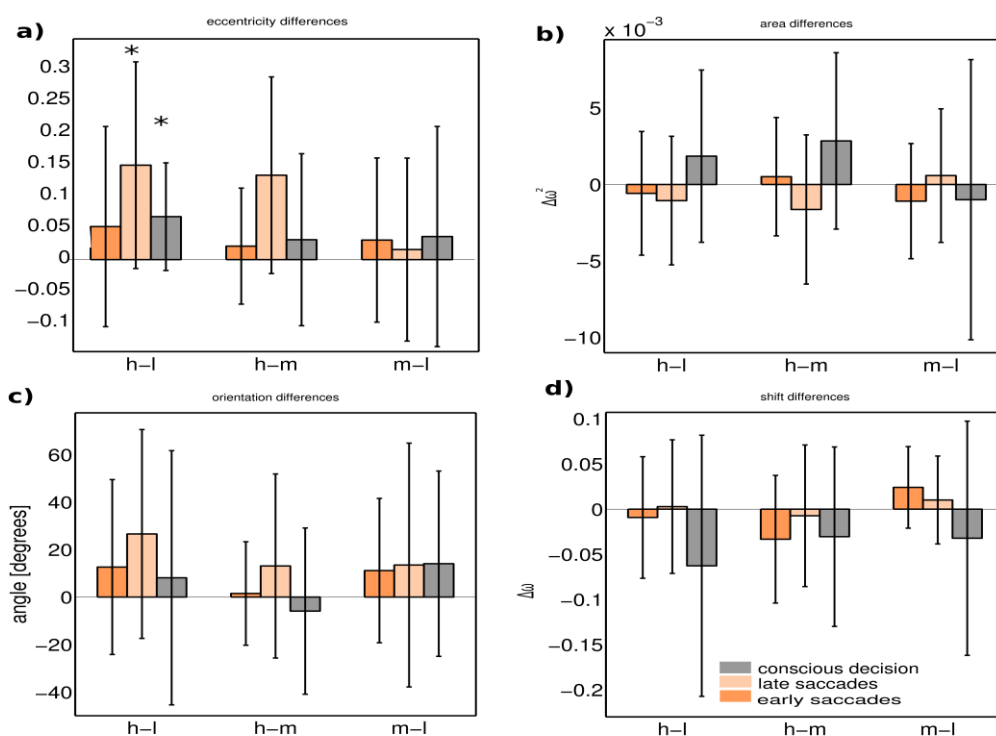 a)
eccentricity differences
*
*
0.3
0.25
0.2
0.15
0.1
0.05
0
−0.05
−0.1
h−l
h−m
m−l
b)
area differences
x 10⁻³
5
0
−5
−10
Δω²
h−l
h−m
m−l
c)
orientation differences
angle [degrees]
60
40
20
0
−20
−40
h−l
h−m
m−l
d)
shift differences
0.1
0.05
0
−0.05
−0.1
−0.15
−0.2
Δω
conscious decision
late saccades
early saccades
h−l
h−m
m−l